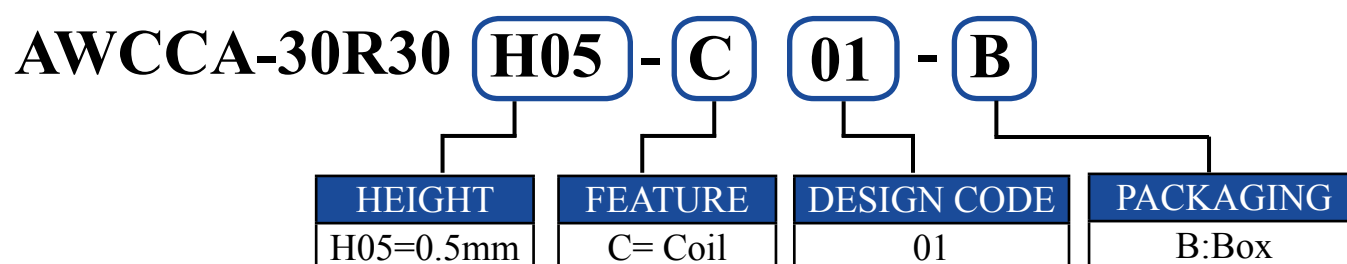 AWCCA-30R30 H05 - C 01 - B
HEIGHT FEATURE DESIGN CODE PACKAGING
H05=0.5mm C= Coil 01 B:Box